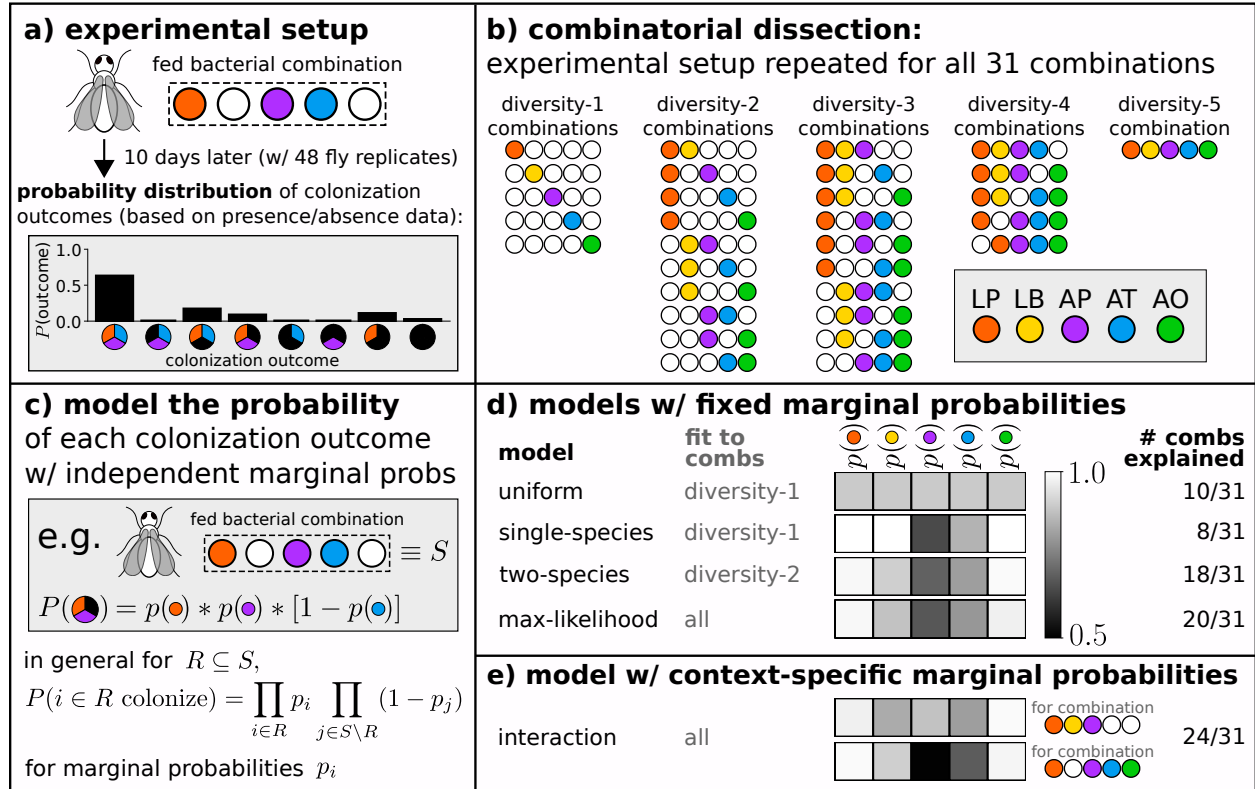 a) experimental setup
fed bacterial combination
10 days later (w/ 48 fly replicates)
probability distribution of colonization
outcomes (based on presence/absence data):
P(outcome)
1.0
0.5
0.0
colonization outcome
b) combinatorial dissection:
experimental setup repeated for all 31 combinations
diversity-1 combinations
diversity-2 combinations
diversity-3 combinations
diversity-4 combinations
diversity-5 combination
LP LB AP AT AO
c) model the probability
of each colonization outcome
w/ independent marginal probs
e.g.
fed bacterial combination
≡ S
P( ) = p( ) * p( ) * [1 − p( )]
in general for R ⊆ S,
P(i ∈ R colonize) = ∏ p_i ∏ (1 − p_j)
i∈R j∈S\R
for marginal probabilities p_i
d) models w/ fixed marginal probabilities
model
fit to
combs
p( ) p( ) p( ) p( ) p( )
# combs
explained
uniform diversity-1 10/31
single-species diversity-1 8/31
two-species diversity-2 18/31
max-likelihood all 20/31
1.0
0.5
e) model w/ context-specific marginal probabilities
interaction all 24/31
for combination
for combination